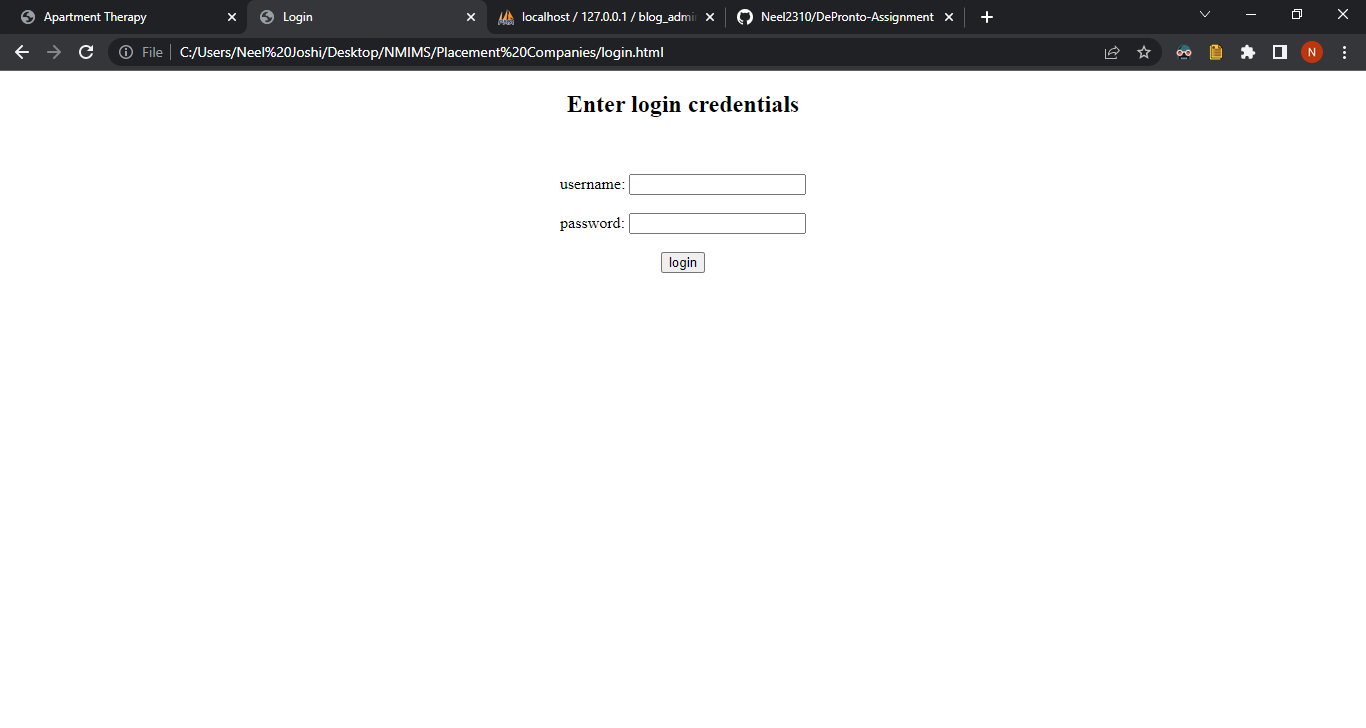 Apartment Therapy
Login
localhost / 127.0.0.1 / blog_admi
Neel2310/DePronto-Assignment
File
C:/Users/Neel%20Joshi/Desktop/NMIMS/Placement%20Companies/login.html
N
Enter login credentials
username:
password:
login